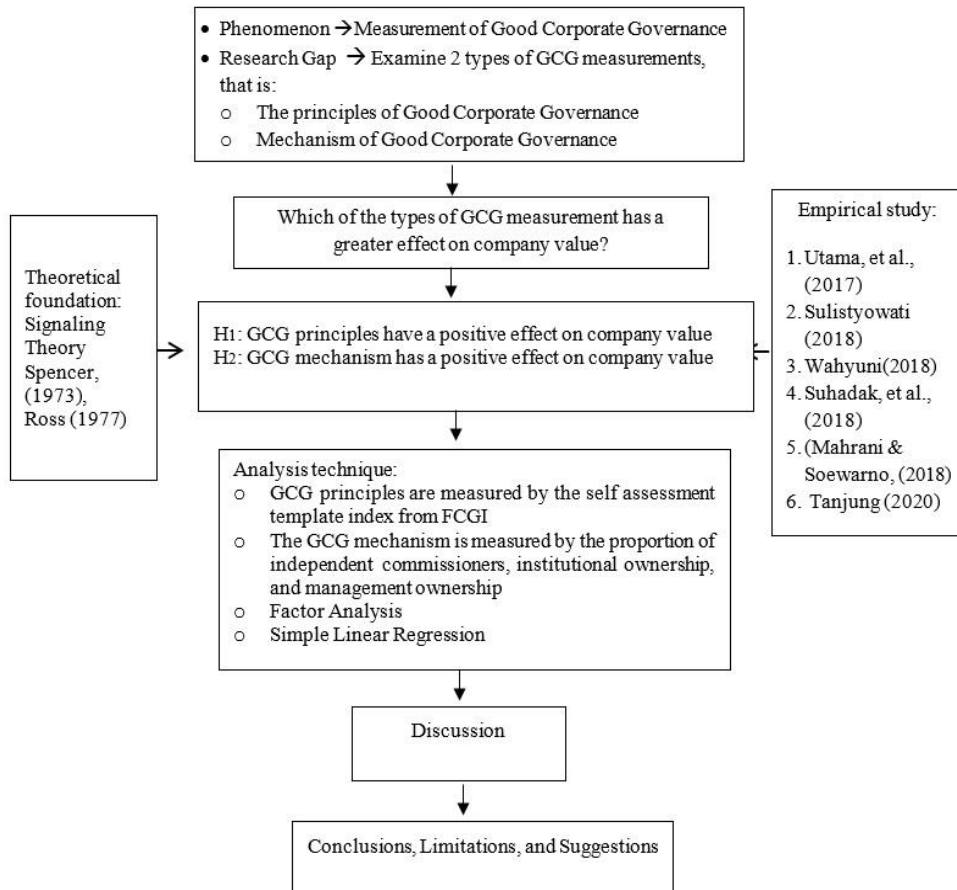 • Phenomenon → Measurement of Good Corporate Governance
• Research Gap → Examine 2 types of GCG measurements,
that is:
o The principles of Good Corporate Governance
o Mechanism of Good Corporate Governance
Which of the types of GCG measurement has a
greater effect on company value?
Theoretical
foundation:
Signaling
Theory
Spencer,
(1973),
Ross (1977)
H1: GCG principles have a positive effect on company value
H2: GCG mechanism has a positive effect on company value
Empirical study:
1. Utama, et al.,
(2017)
2. Sulistyowati
(2018)
3. Wahyuni(2018)
4. Suhadak, et al.,
(2018)
5. (Mahrani &
Soewarno, (2018)
6. Tanjung (2020)
Analysis technique:
o GCG principles are measured by the self assessment
template index from FCGI
o The GCG mechanism is measured by the proportion of
independent commissioners, institutional ownership,
and management ownership
o Factor Analysis
o Simple Linear Regression
Discussion
Conclusions, Limitations, and Suggestions